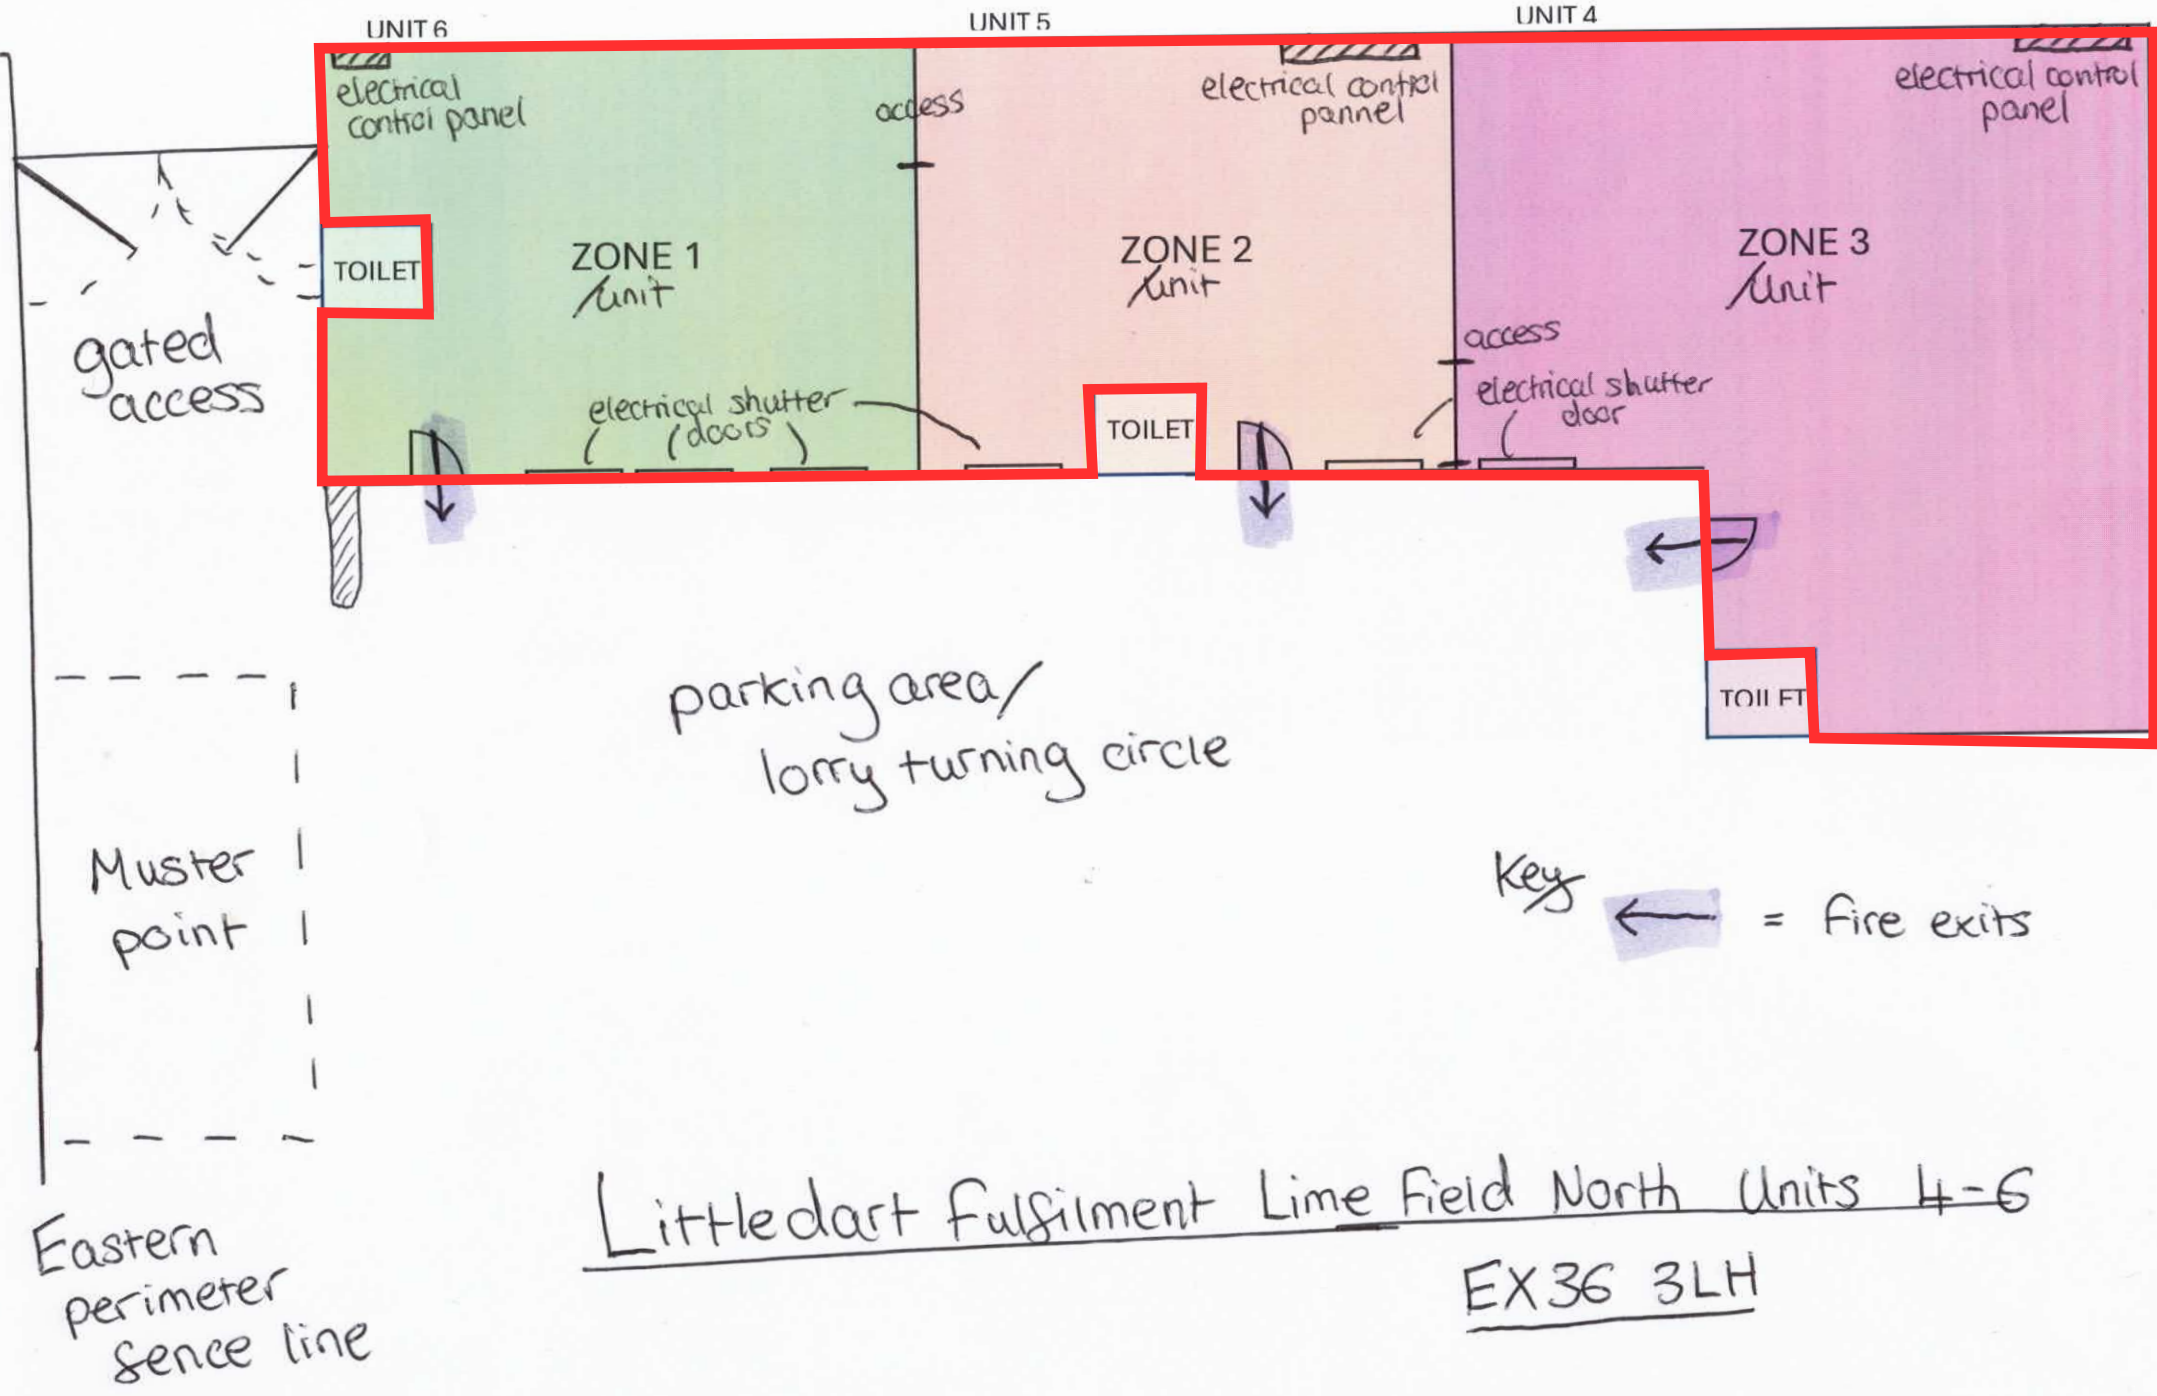 UNIT 6
UNIT 5
UNIT 4
electrical
control panel
access
electrical control
pannel
electrical control
panel
TOILET
ZONE 1
/unit
ZONE 2
/unit
ZONE 3
/Unit
gated
access
electrical shutter
doors
TOILET
access
electrical shutter
door
TOILET
parking area/
lorry turning circle
Muster
point
Key
= fire exits
Eastern
perimeter
fence line
Littledart Fulfilment Lime Field North Units 4-6
EX36 3LH